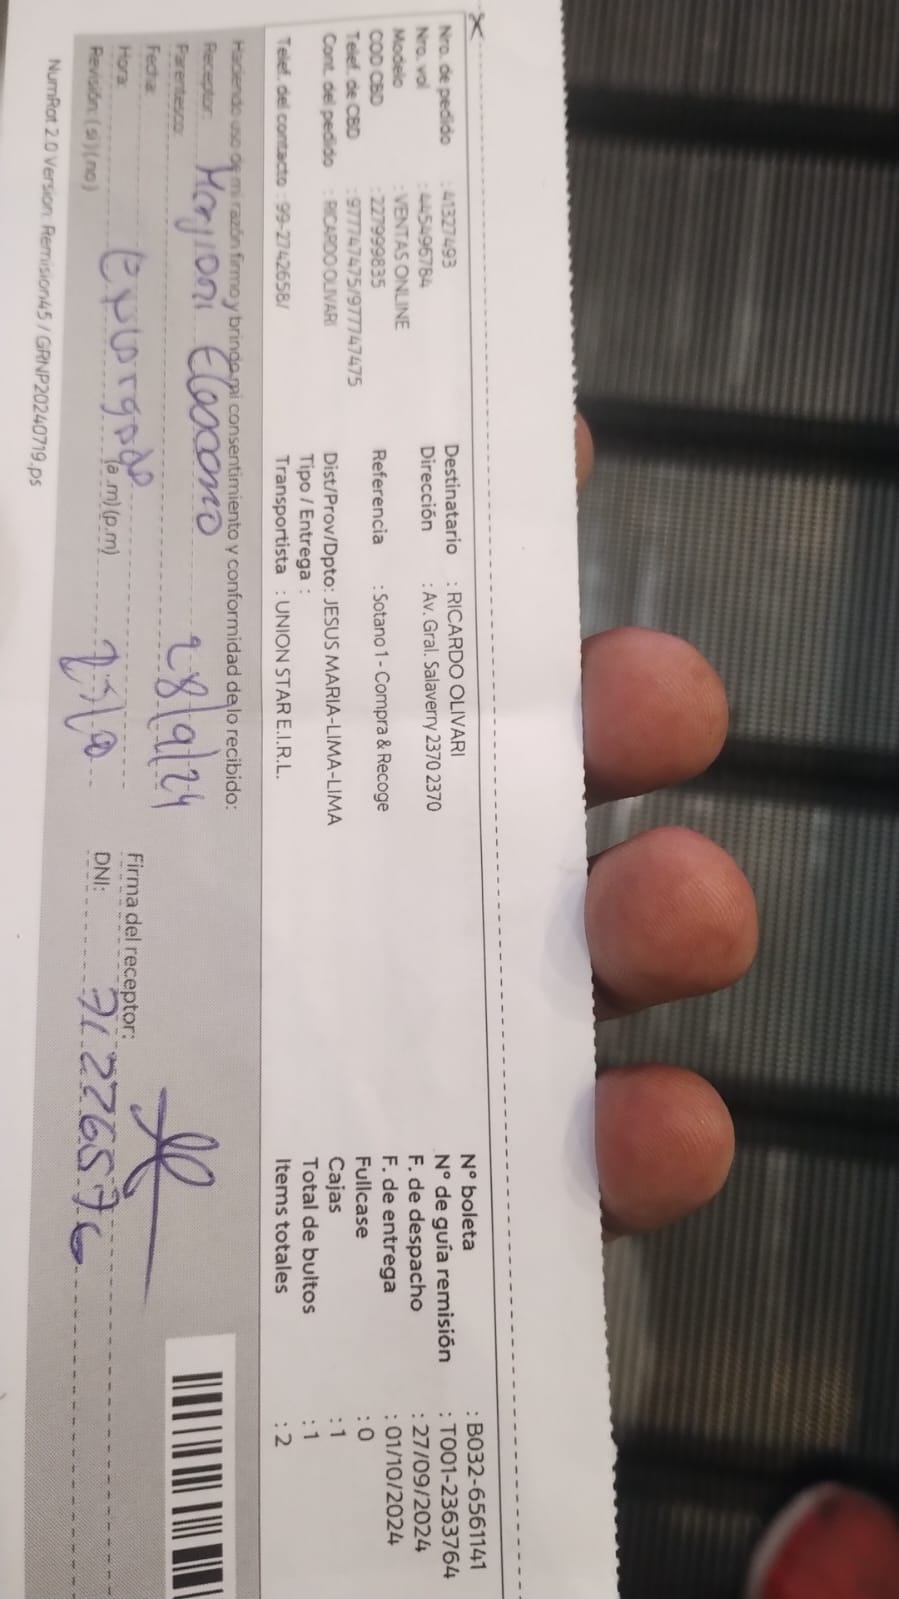 Nro. de pedido : 41327493
Nro. vol : 445496784
Modelo : VENTAS ONLINE
COD CBD : 227999835
Telef. de CBD : 977747475/977747475
Cont. del pedido : RICARDO OLIVARI
Telef. del contacto : 99-2742658/
Destinatario : RICARDO OLIVARI
Dirección : Av. Gral. Salaverry 2370 2370
Referencia : Sotano 1 - Compra & Recoge
Dist/Prov/Dpto: JESUS MARIA-LIMA-LIMA
Tipo / Entrega :
Transportista : UNION STAR E.I.R.L.
N° boleta : B032-6561141
N° de guía remisión : T001-2363764
F. de despacho : 27/09/2024
F. de entrega : 01/10/2024
Fullcase : 0
Cajas : 1
Total de bultos : 1
Items totales : 2
Haciendo uso de mi razón firmo y brindo mi consentimiento y conformidad de lo recibido:
Receptor:
Parentesco:
Fecha: 28/9/24
Hora: (a.m)(p.m)
Revisión: (si)(no)
Firma del receptor:
DNI: 71226576
NumRot 2.0 Version: Remision45 / GRNP20240719.ps